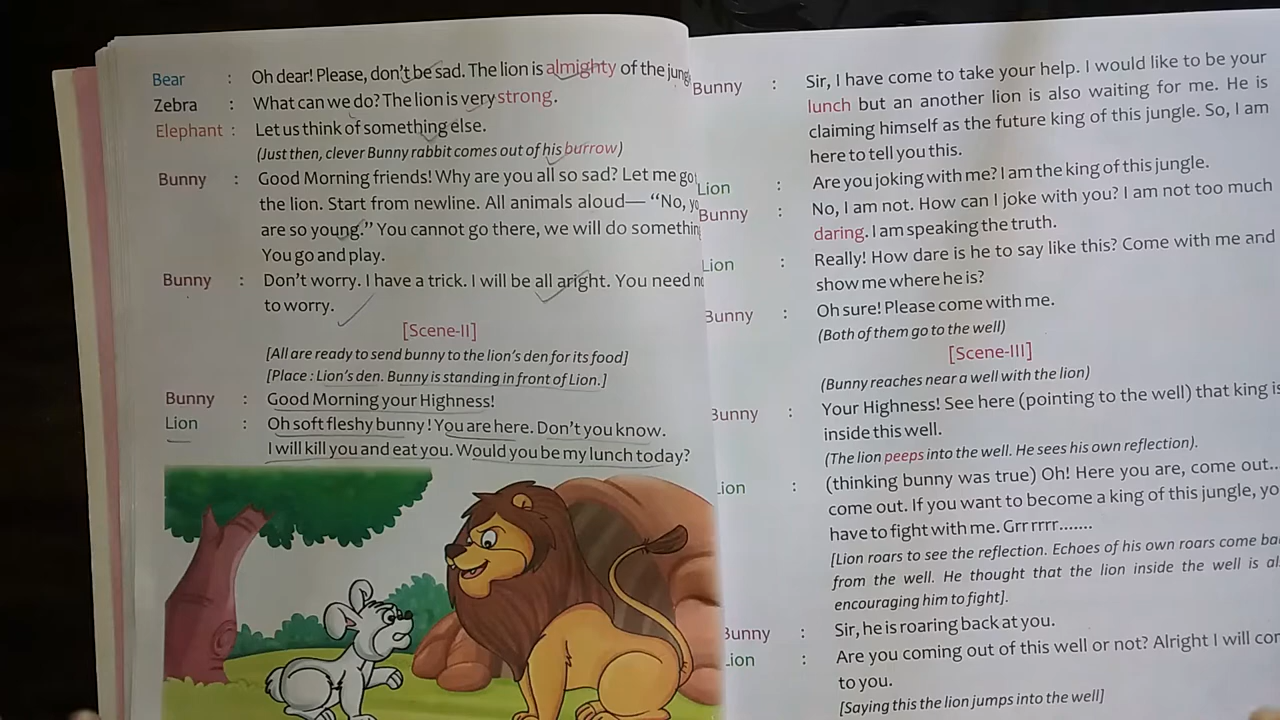 Bear : Oh dear! Please, don't be sad. The lion is almighty of the
Zebra : What can we do? The lion is very strong.
Elephant : Let us think of something else.
(Just then, clever Bunny rabbit comes out of his burrow)
Bunny : Good Morning friends! Why are you all so sad? Let me go
the lion. Start from newline. All animals aloud— "No,
are so young." You cannot go there, we will do
You go and play.
Bunny : Don't worry. I have a trick. I will be all aright. You need
to worry.
[Scene-II]
[All are ready to send bunny to the lion's den for its food]
[Place : Lion's den. Bunny is standing in front of Lion.]
Bunny : Good Morning your Highness!
Lion : Oh soft fleshy bunny! You are here. Don't you know.
I will kill you and eat you. Would you be my lunch today?
Bunny : Sir, I have come to take your help. I would like to be your
lunch but an another lion is also waiting for me. He is
claiming himself as the future king of this jungle. So, I am
here to tell you this.
Lion : Are you joking with me? I am the king of this jungle.
Bunny : No, I am not. How can I joke with you? I am not too much
daring. I am speaking the truth.
Lion : Really! How dare is he to say like this? Come with me and
show me where he is?
Bunny : Oh sure! Please come with me.
(Both of them go to the well)
[Scene-III]
(Bunny reaches near a well with the lion)
Bunny : Your Highness! See here (pointing to the well) that king is
inside this well.
(The lion peeps into the well. He sees his own reflection).
Lion : (thinking bunny was true) Oh! Here you are, come out..
come out. If you want to become a king of this jungle,
have to fight with me. Grr rrrr.......
[Lion roars to see the reflection. Echoes of his own roars come
from the well. He thought that the lion inside the well is
encouraging him to fight].
Bunny : Sir, he is roaring back at you.
Lion : Are you coming out of this well or not? Alright I will
to you.
[Saying this the lion jumps into the well]